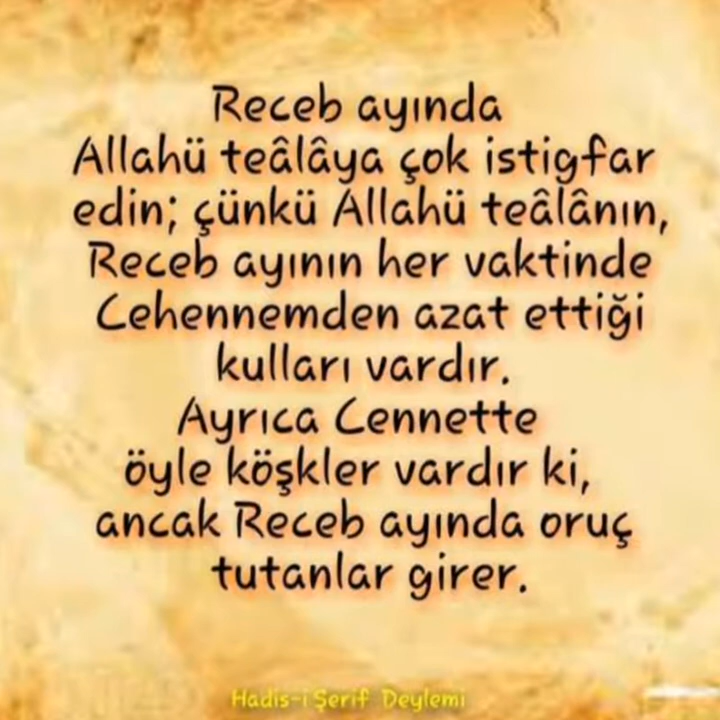 Receb ayında
Allahü teâlâya çok istigfar
edin; çünkü Allahü teâlânın,
Receb ayının her vaktinde
Cehennemden azat ettiği
kulları vardır.
Ayrıca Cennette
öyle köşkler vardır ki,
ancak Receb ayında oruç
tutanlar girer.
Hadis-i Şerif Deylemi